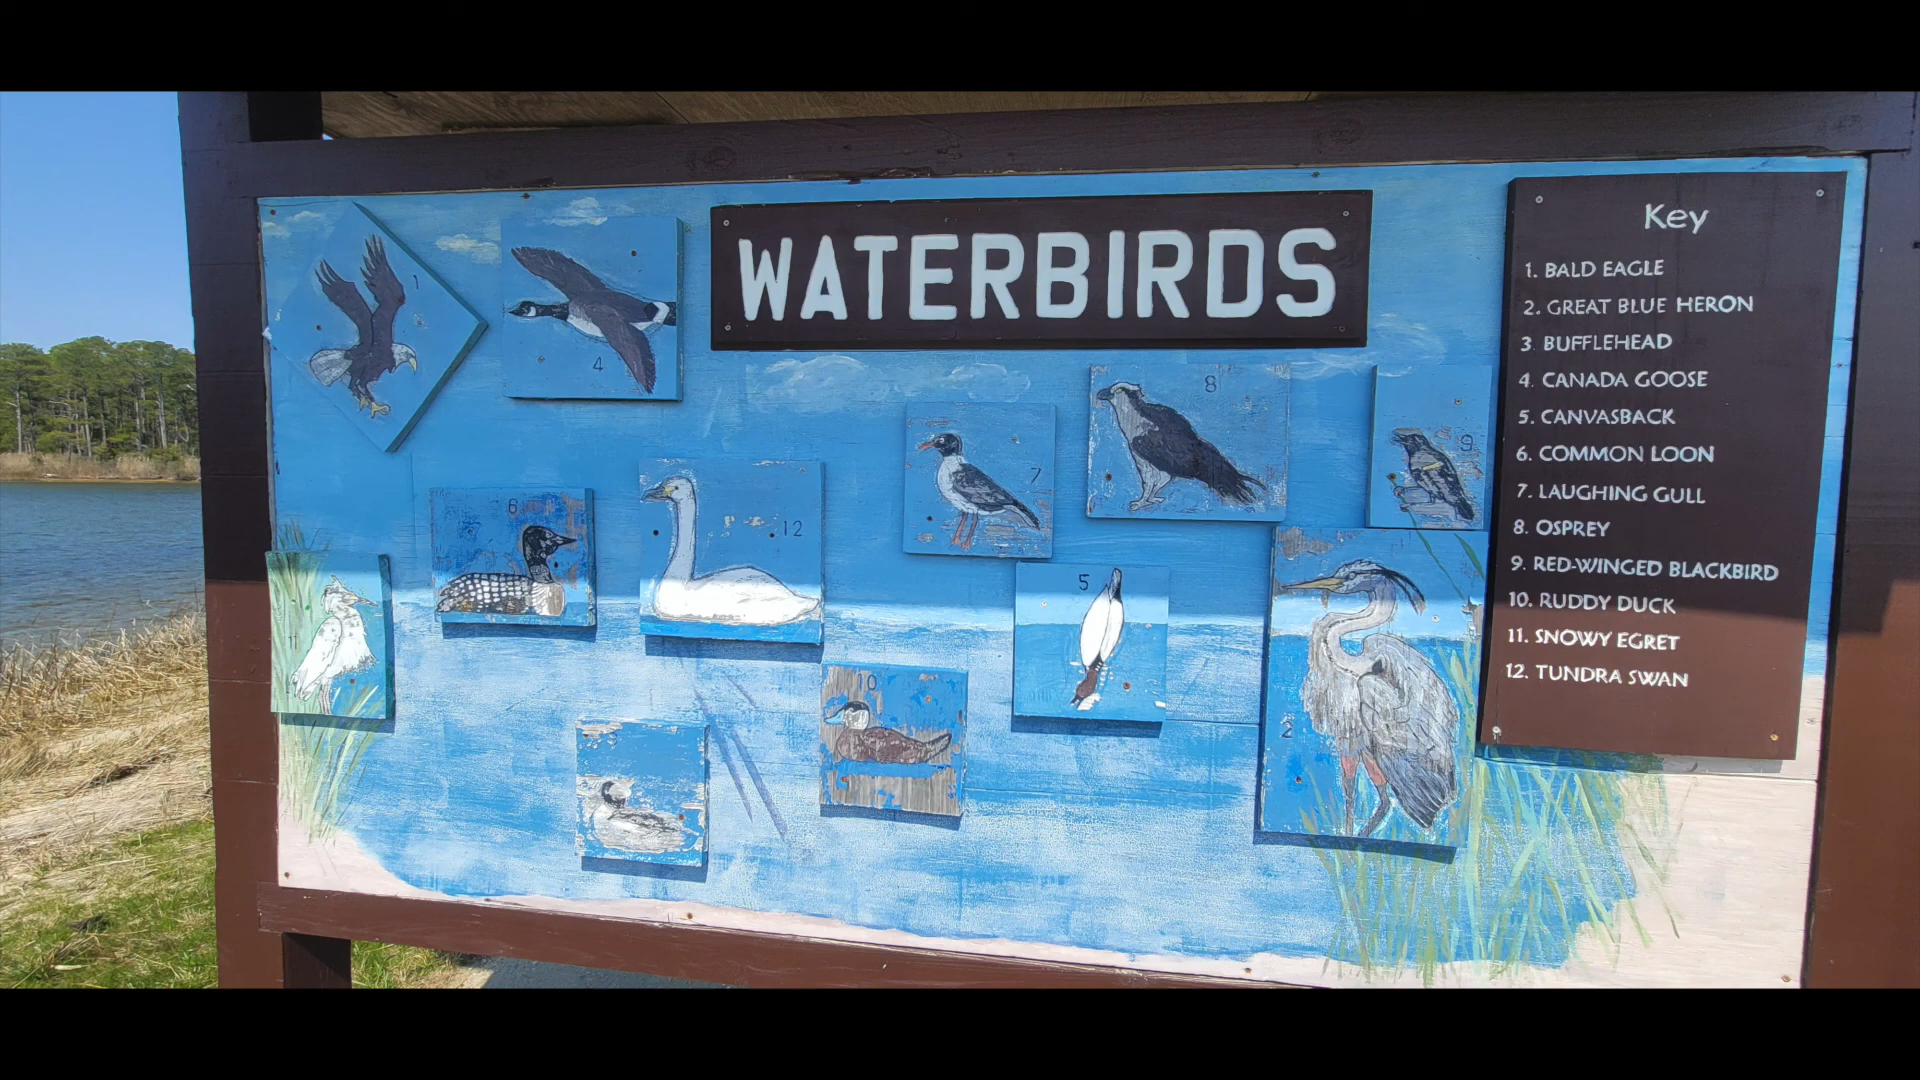 WATERBIRDS
Key
1. BALD EAGLE
2. GREAT BLUE HERON
3 BUFFLEHEAD
4. CANADA GOOSE
5. CANVASBACK
6. COMMON LOON
7. LAUGHING GULL
8. OSPREY
9. RED-WINGED BLACKBIRD
10. RUDDY DUCK
11. SNOWY EGRET
12. TUNDRA SWAN
1
4
8
7
9
6
12
5
11
10
2